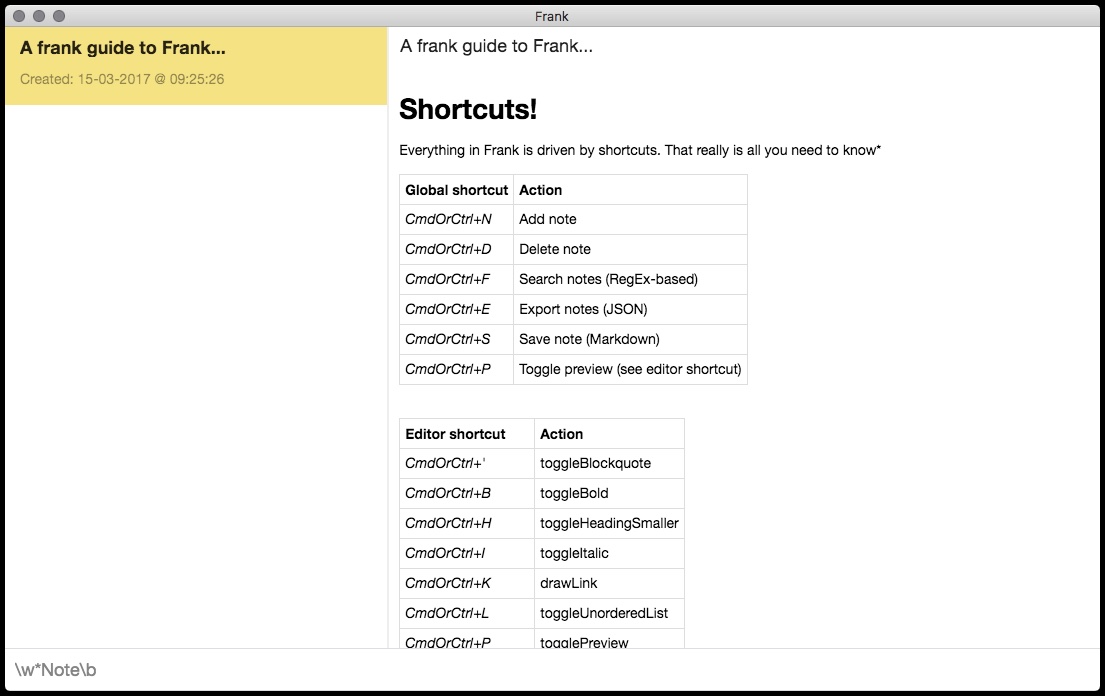 Frank
A frank guide to Frank...
Created: 15-03-2017 @ 09:25:26
A frank guide to Frank...
Shortcuts!
Everything in Frank is driven by shortcuts. That really is all you need to know*
Global shortcut Action
CmdOrCtrl+N Add note
CmdOrCtrl+D Delete note
CmdOrCtrl+F Search notes (RegEx-based)
CmdOrCtrl+E Export notes (JSON)
CmdOrCtrl+S Save note (Markdown)
CmdOrCtrl+P Toggle preview (see editor shortcut)
Editor shortcut Action
CmdOrCtrl+' toggleBlockquote
CmdOrCtrl+B toggleBold
CmdOrCtrl+H toggleHeadingSmaller
CmdOrCtrl+I toggleItalic
CmdOrCtrl+K drawLink
CmdOrCtrl+L toggleUnorderedList
CmdOrCtrl+P togglePreview
\w*Note\b